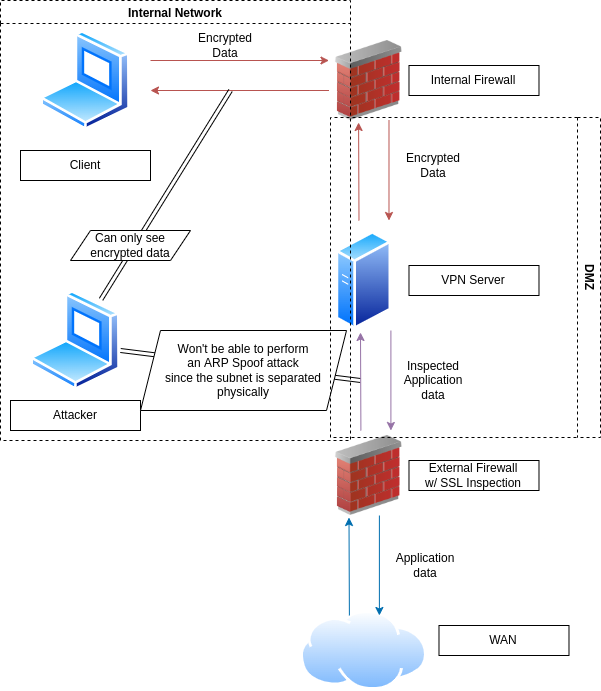 Internal Network
Encrypted
Data
Internal Firewall
Client
Encrypted
Data
Can only see
encrypted data
VPN Server
DMZ
Won't be able to perform
an ARP Spoof attack
since the subnet is separated
physically
Inspected
Application
data
Attacker
External Firewall
w/ SSL Inspection
Application
data
WAN